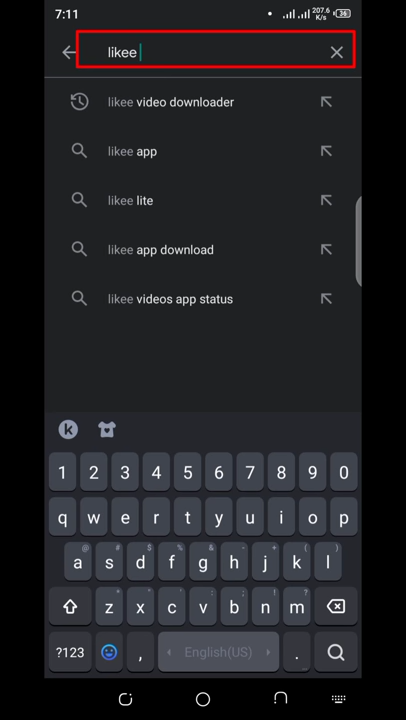 7:11 207.6 K/s 36
likee
likee video downloader
likee app
likee lite
likee app download
likee videos app status
k
1 2 3 4 5 6 7 8 9 0
q w e r t y u i o p
@ # $ % & - + ( )
a s d f g h j k l
z x c v b n m
?123 , English(US) .